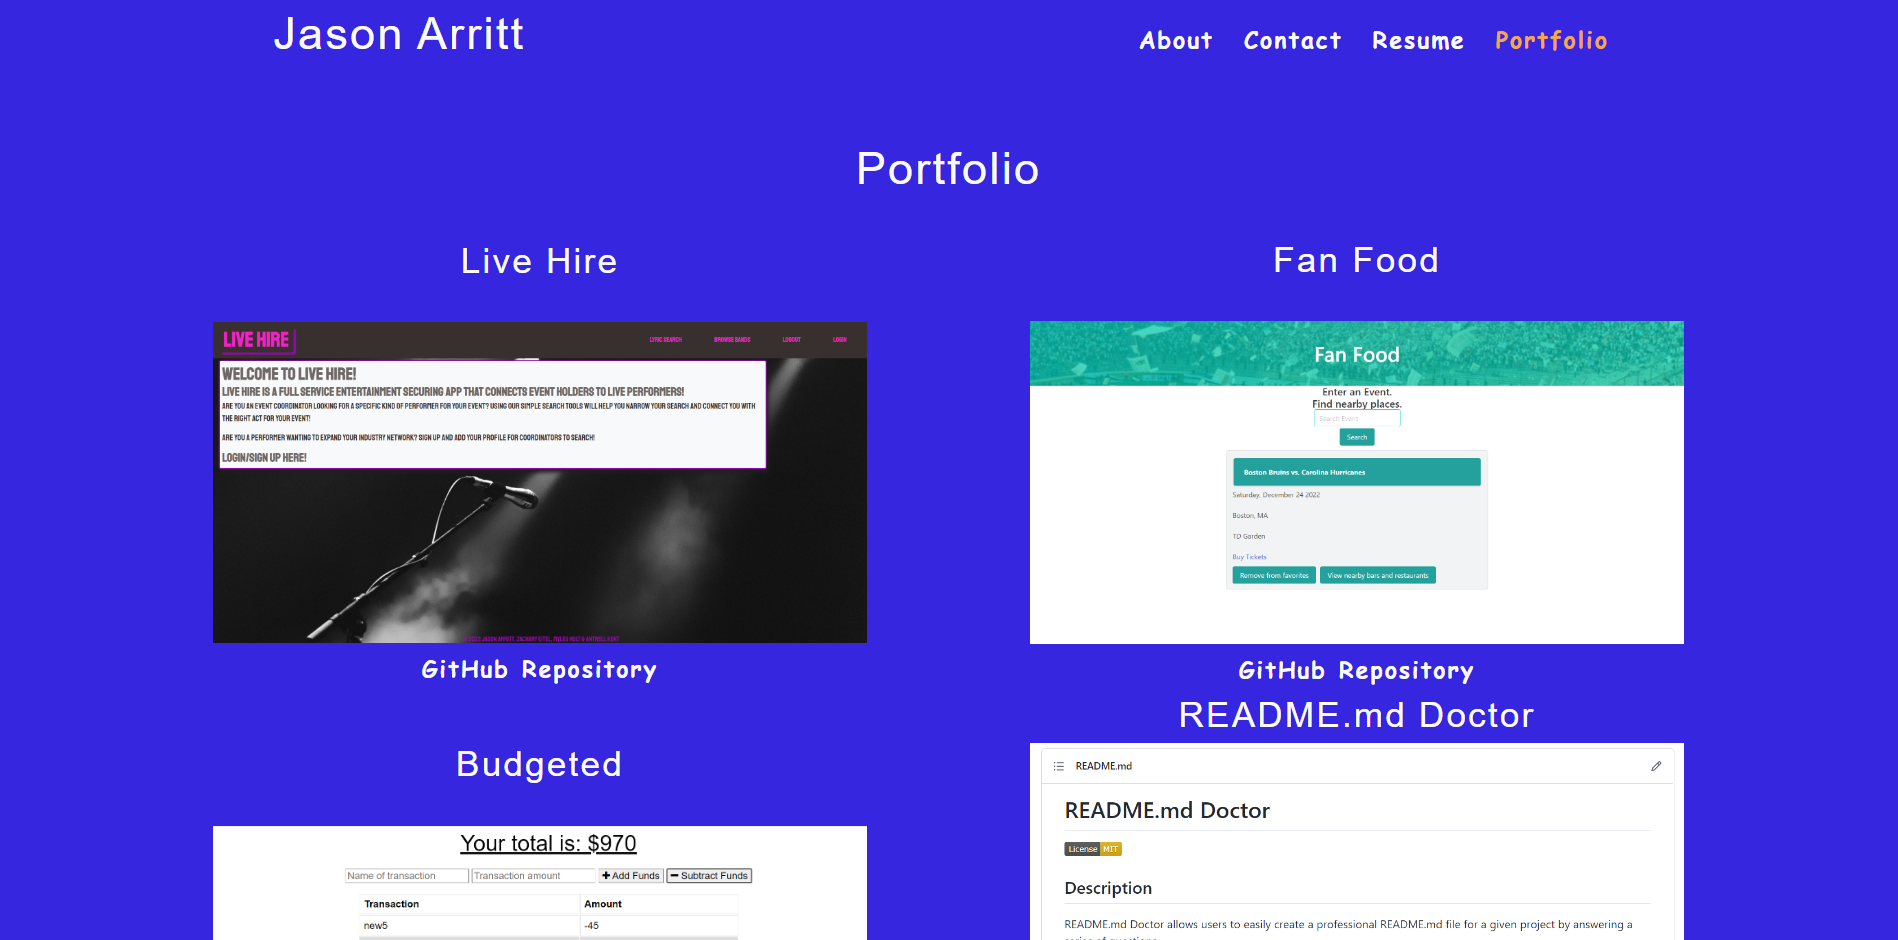 Jason Arritt
About Contact Resume Portfolio
Portfolio
Live Hire
LIVE HIRE
LYRIC SEARCH BROWSE BANDS LOGOUT LOGIN
WELCOME TO LIVE HIRE!
LIVE HIRE IS A FULL SERVICE ENTERTAINMENT SECURING APP THAT CONNECTS EVENT HOLDERS TO LIVE PERFORMERS!
ARE YOU AN EVENT COORDINATOR LOOKING FOR A SPECIFIC KIND OF PERFORMER FOR YOUR EVENT? USING OUR SIMPLE SEARCH TOOLS WILL HELP YOU NARROW YOUR SEARCH AND CONNECT YOU WITH
THE RIGHT ACT FOR YOUR EVENT!
ARE YOU A PERFORMER WANTING TO EXPAND YOUR INDUSTRY NETWORK? SIGN UP AND ADD YOUR PROFILE FOR COORDINATORS TO SEARCH!
LOGIN/SIGN UP HERE!
2022 JASON ARRITT, ZACHARY
GitHub Repository
Fan Food
Fan Food
Enter an Event.
Find nearby places.
Search Event
Search
Boston Bruins vs. Carolina Hurricanes
Saturday, December 24 2022
Boston, MA
TD Garden
Buy Tickets
Remove from favorites View nearby bars and restaurants
GitHub Repository
Budgeted
Your total is: $970
Name of transaction Transaction amount Add Funds Subtract Funds
Transaction Amount
new5 -45
README.md Doctor
README.md
README.md Doctor
License MIT
Description
README.md Doctor allows users to easily create a professional README.md file for a given project by answering a
series of questions